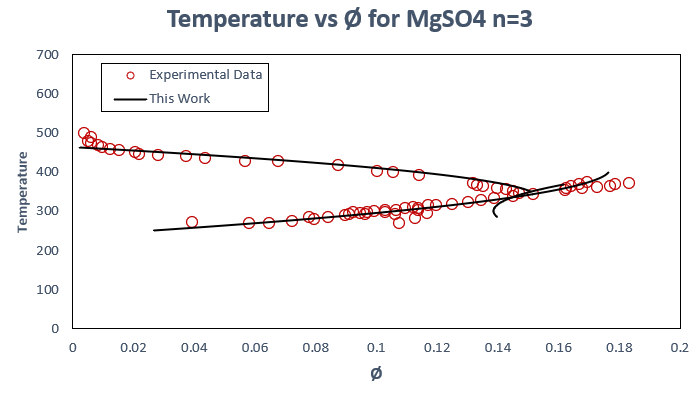 Temperature vs Ø for MgSO4 n=3
700
600
500
400
300
200
100
0
Temperature
Experimental Data
This Work
0 0.02 0.04 0.06 0.08 0.1 0.12 0.14 0.16 0.18 0.2
Ø